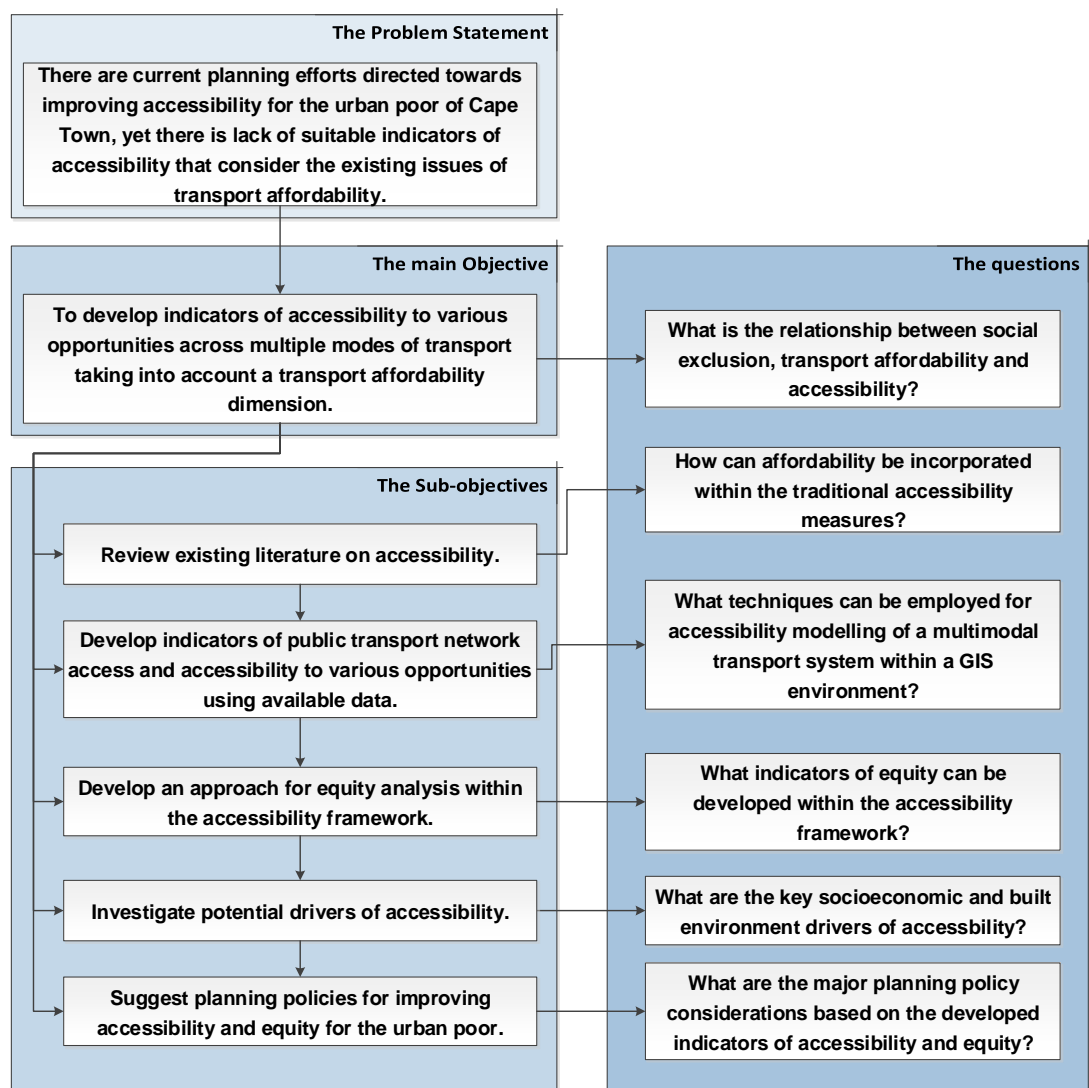 The Problem Statement
There are current planning efforts directed towards
improving accessibility for the urban poor of Cape
Town, yet there is lack of suitable indicators of
accessibility that consider the existing issues of
transport affordability.
The main Objective
To develop indicators of accessibility to various
opportunities across multiple modes of transport
taking into account a transport affordability
dimension.
The Sub-objectives
Review existing literature on accessibility.
Develop indicators of public transport network
access and accessibility to various opportunities
using available data.
Develop an approach for equity analysis within
the accessibility framework.
Investigate potential drivers of accessibility.
Suggest planning policies for improving
accessibility and equity for the urban poor.
The questions
What is the relationship between social
exclusion, transport affordability and
accessibility?
How can affordability be incorporated
within the traditional accessibility
measures?
What techniques can be employed for
accessibility modelling of a multimodal
transport system within a GIS
environment?
What indicators of equity can be
developed within the accessibility
framework?
What are the key socioeconomic and built
environment drivers of accessbility?
What are the major planning policy
considerations based on the developed
indicators of accessibility and equity?